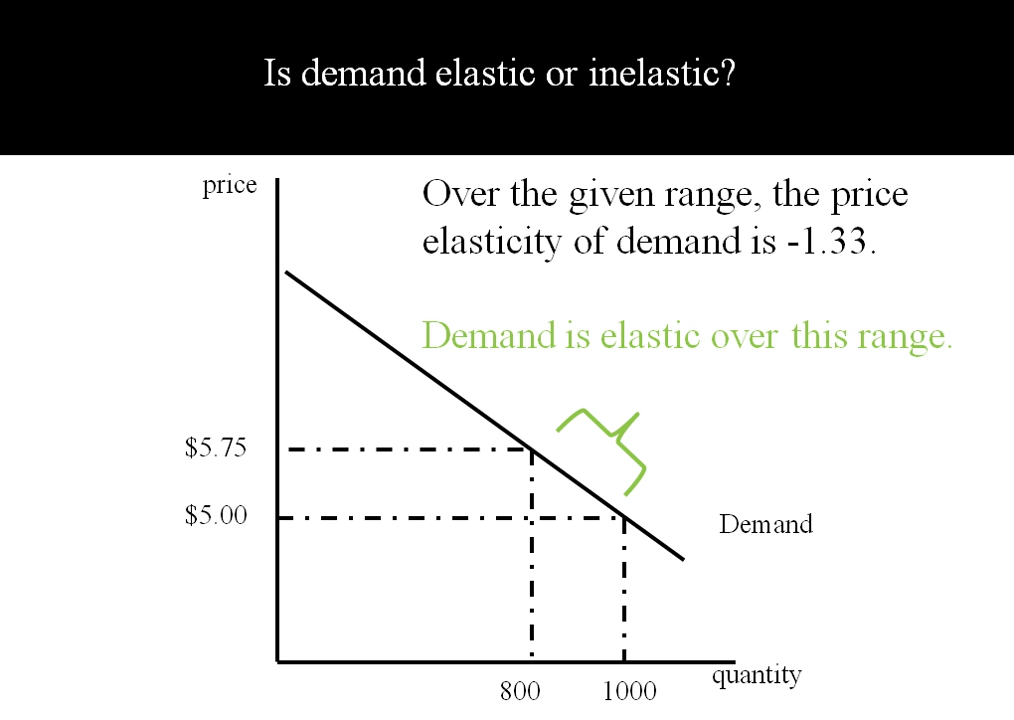 Is demand elastic or inelastic?
price
Over the given range, the price
elasticity of demand is -1.33.
Demand is elastic over this range.
$5.75
$5.00
Demand
quantity
800
1000